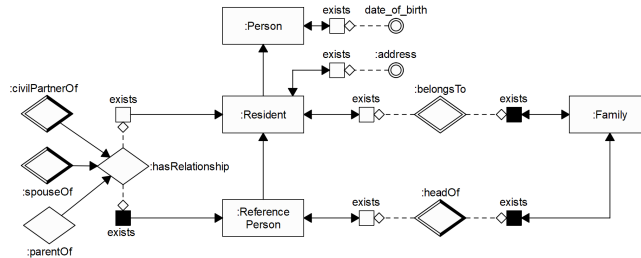 exists
date_of_birth
:Person
exists
:address
:civilPartnerOf
exists
exists
:belongsTo
exists
:Resident
:Family
:hasRelationship
:spouseOf
exists
:headOf
exists
:Reference
Person
:parentOf
exists